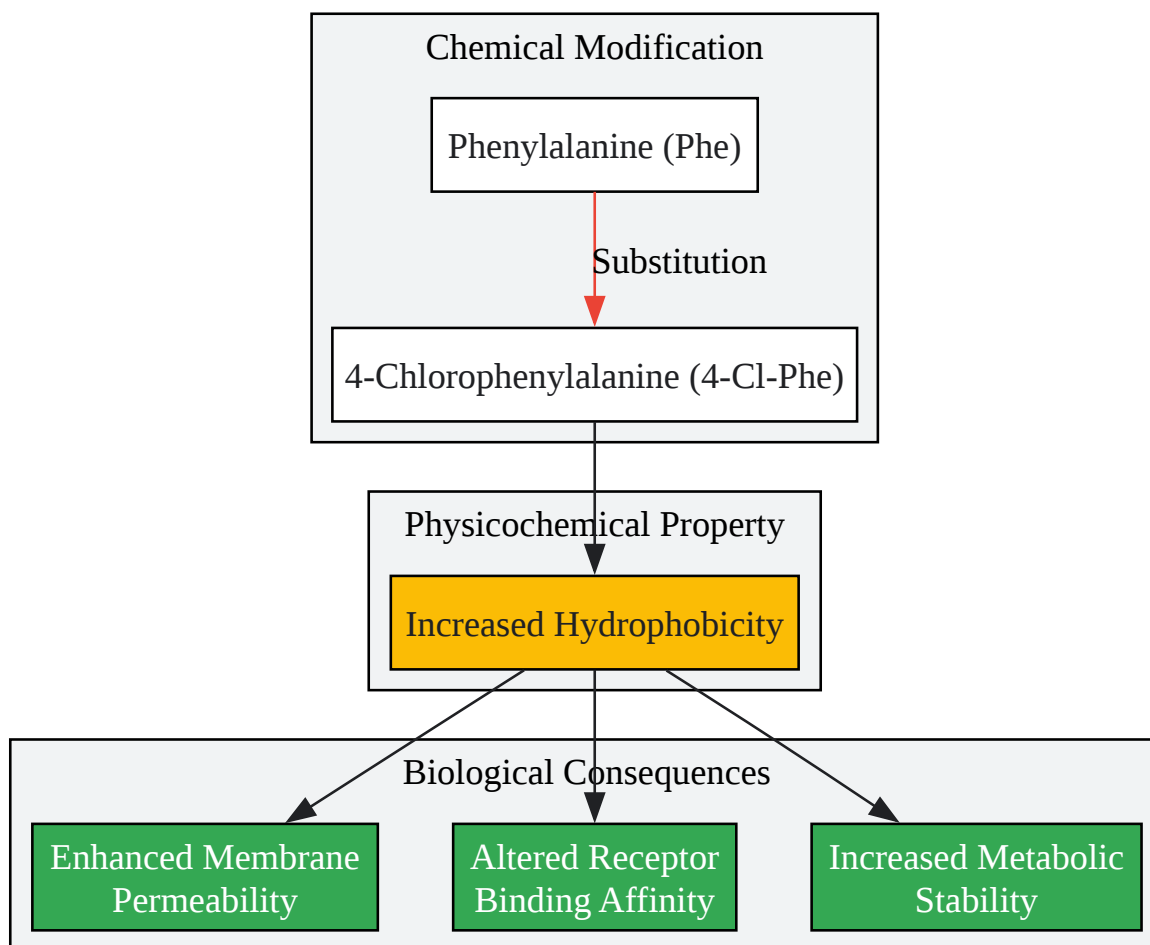 Chemical Modification
Phenylalanine (Phe)
Substitution
4-Chlorophenylalanine (4-Cl-Phe)
Physicochemical Property
Increased Hydrophobicity
Biological Consequences
Enhanced Membrane
Permeability
Altered Receptor
Binding Affinity
Increased Metabolic
Stability